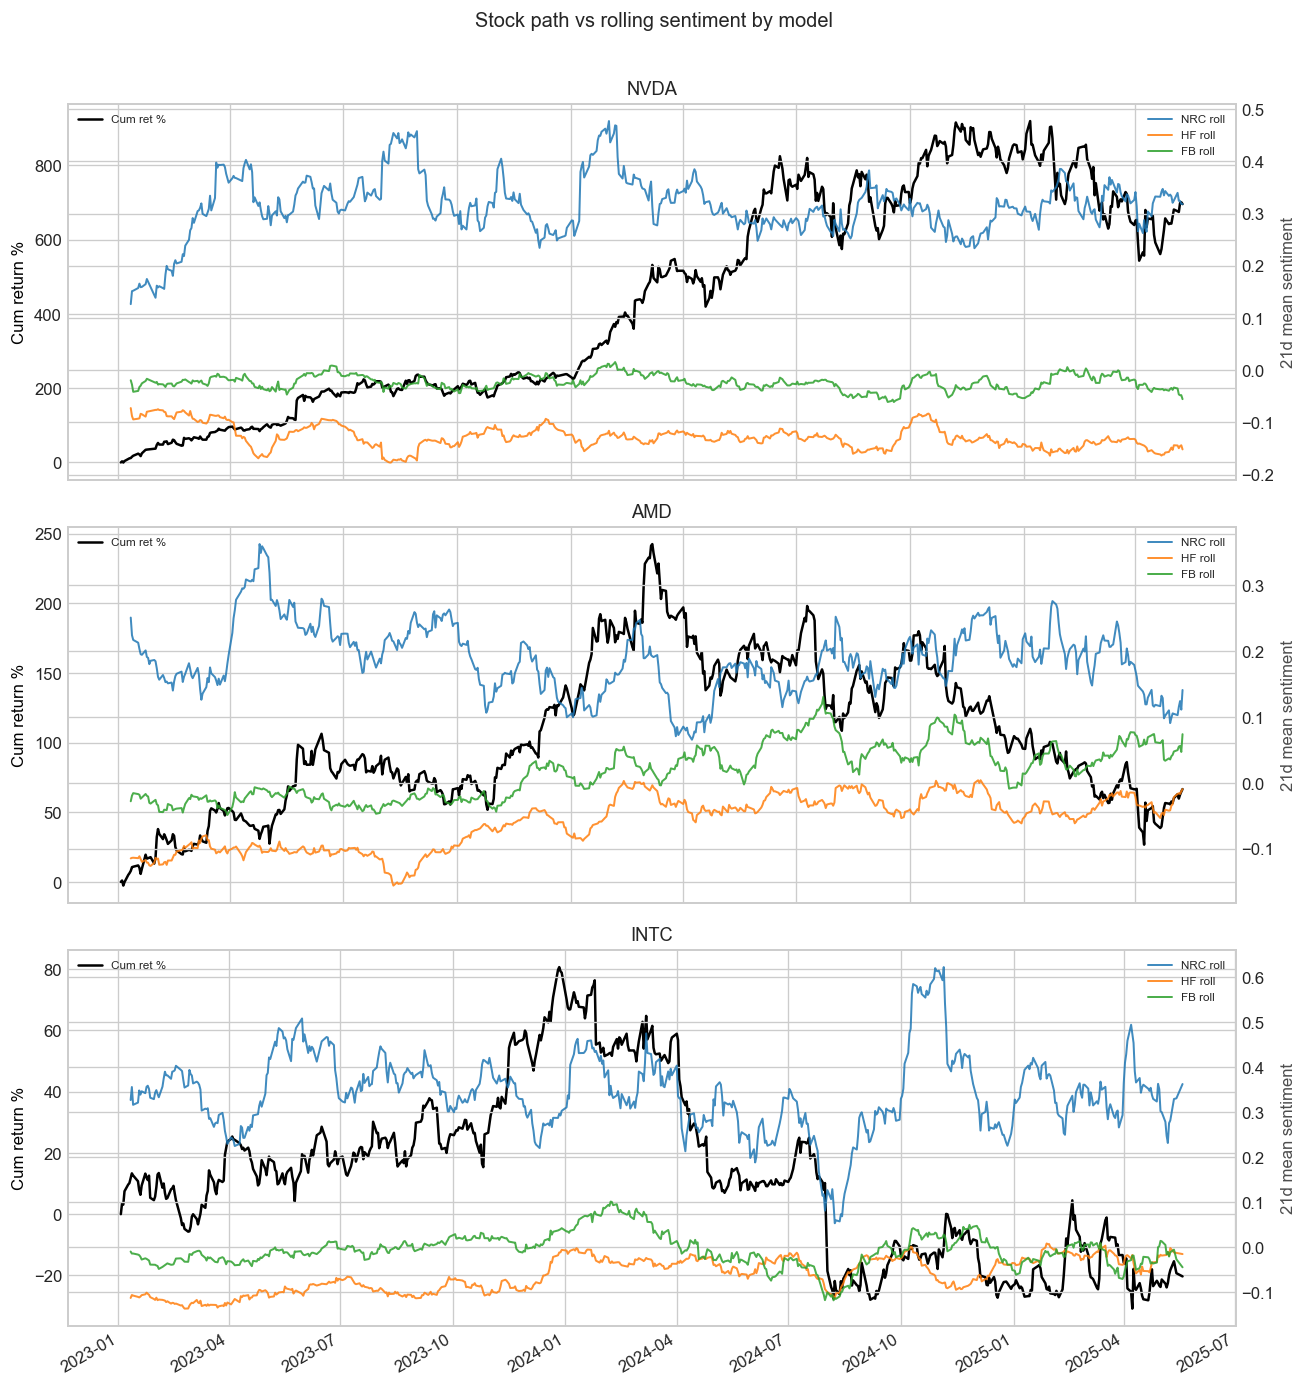 Stock path vs rolling sentiment by model
NVDA
Cum ret %
NRC roll
HF roll
FB roll
Cum return %
800
600
400
200
0
0.5
0.4
0.3
0.2
0.1
0.0
−0.1
−0.2
21d mean sentiment
AMD
Cum ret %
NRC roll
HF roll
FB roll
Cum return %
250
200
150
100
50
0
0.3
0.2
0.1
0.0
−0.1
21d mean sentiment
INTC
Cum ret %
NRC roll
HF roll
FB roll
Cum return %
80
60
40
20
0
−20
0.6
0.5
0.4
0.3
0.2
0.1
0.0
−0.1
21d mean sentiment
2023-01
2023-04
2023-07
2023-10
2024-01
2024-04
2024-07
2024-10
2025-01
2025-04
2025-07